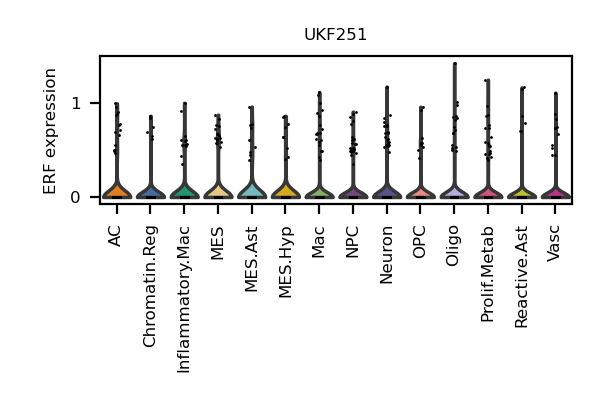 UKF251
ERF expression
1
0
AC
Chromatin.Reg
Inflammatory.Mac
MES
MES.Ast
MES.Hyp
Mac
NPC
Neuron
OPC
Oligo
Prolif.Metab
Reactive.Ast
Vasc